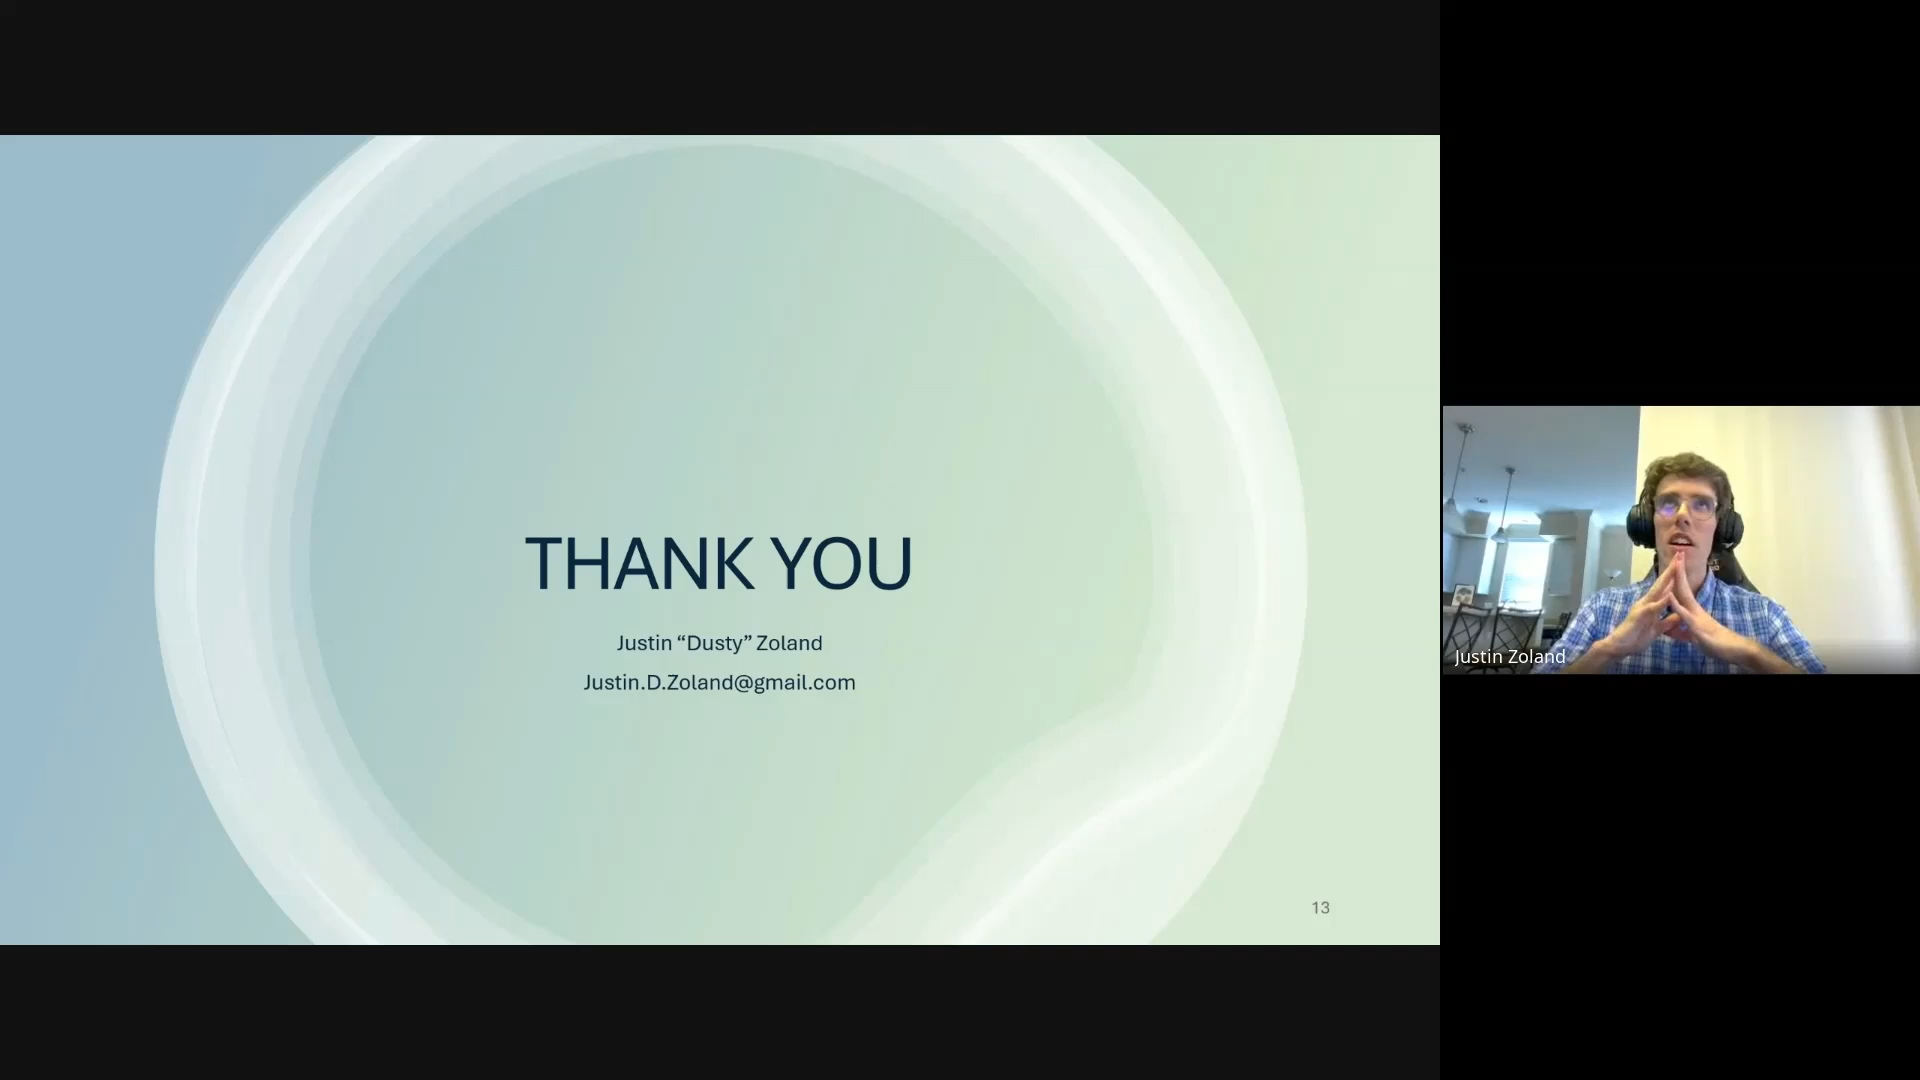 THANK YOU
Justin “Dusty” Zoland
Justin.D.Zoland@gmail.com
13
Justin Zoland